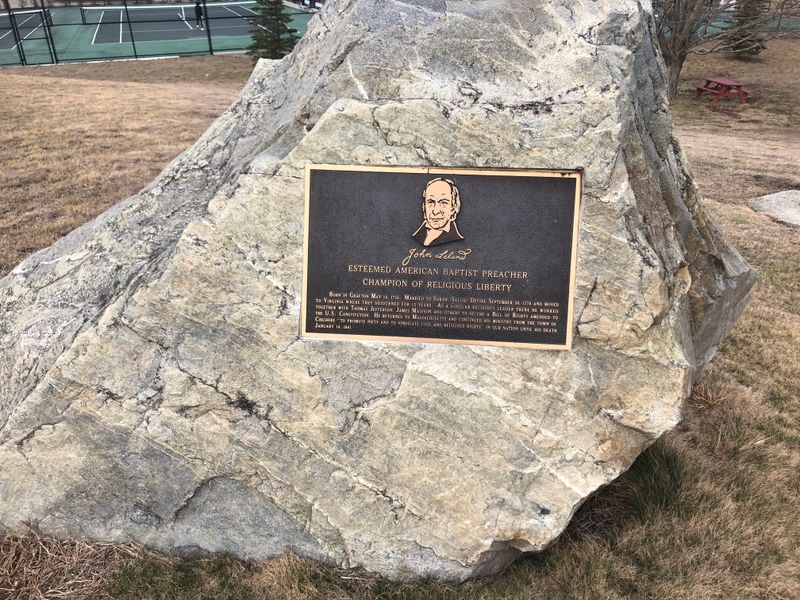 John Leland
ESTEEMED AMERICAN BAPTIST PREACHER
CHAMPION OF RELIGIOUS LIBERTY
BORN IN GRAFTON MAY 14, 1754. MARRIED TO SARAH "SALLIE" DEVINE SEPTEMBER 30, 1776 AND MOVED
TO VIRGINIA WHERE THEY SOJOURNED FOR 15 YEARS. AS A POPULAR RELIGIOUS LEADER THERE HE WORKED
TOGETHER WITH THOMAS JEFFERSON, JAMES MADISON AND OTHERS TO SECURE A BILL OF RIGHTS AMENDED TO
THE U.S. CONSTITUTION. HE RETURNED TO MASSACHUSETTS AND CONTINUED HIS MINISTRY FROM THE TOWN OF
CHESHIRE "TO PROMOTE PIETY AND TO VINDICATE CIVIL AND RELIGIOUS RIGHTS" IN OUR NATION UNTIL HIS DEATH
JANUARY 14, 1841